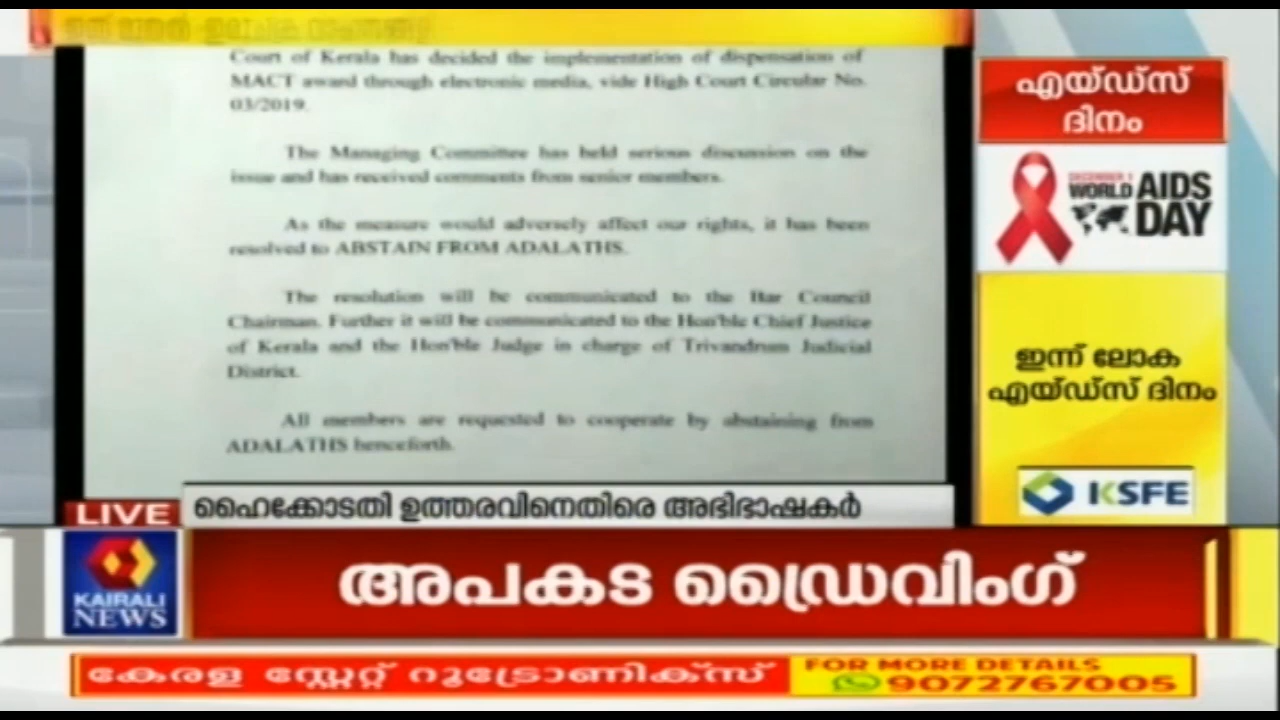 Court of Kerala has decided the implementation of dispensation of
MACT award through electronic media, vide High Court Circular No.
03/2019.
The Managing Committee has held serious discussion on the
issue and has received comments from senior members.
As the measure would adversely affect our rights, it has been
resolved to ABSTAIN FROM ADALATHS.
The resolution will be communicated to the Bar Council
Chairman. Further it will be communicated to the Hon'ble Chief Justice
of Kerala and the Hon'ble Judge in charge of Trivandrum Judicial
District.
All members are requested to cooperate by abstaining from
ADALATHS henceforth.
എയ്ഡ്സ്
ദിനം
DECEMBER 1
WORLD AIDS
DAY
ഇന്ന് ലോക
എയ്ഡ്സ് ദിനം
KSFE
LIVE
ഹൈക്കോടതി ഉത്തരവിനെതിരെ അഭിഭാഷകർ
KAIRALI
NEWS
അപകട ഡ്രൈവിംഗ്
കേരള സ്റ്റേറ്റ് റൂട്രോണിക്സ്
FOR MORE DETAILS
9072767005